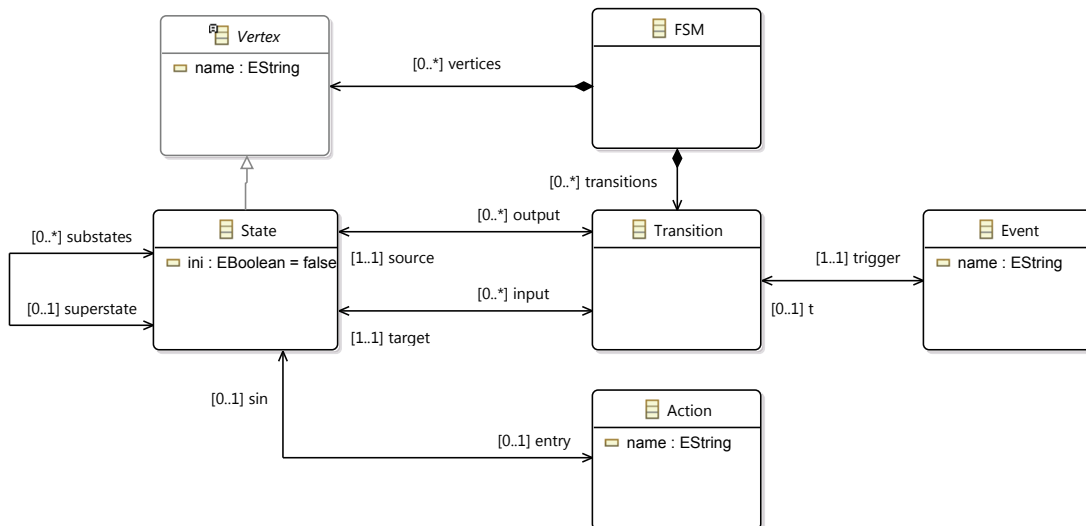 Vertex
name : EString
FSM
[0..*] vertices
[0..*] transitions
State
ini : EBoolean = false
[0..*] substates
[0..1] superstate
[0..*] output
[1..1] source
[0..*] input
[1..1] target
Transition
[1..1] trigger
[0..1] t
Event
name : EString
[0..1] sin
[0..1] entry
Action
name : EString